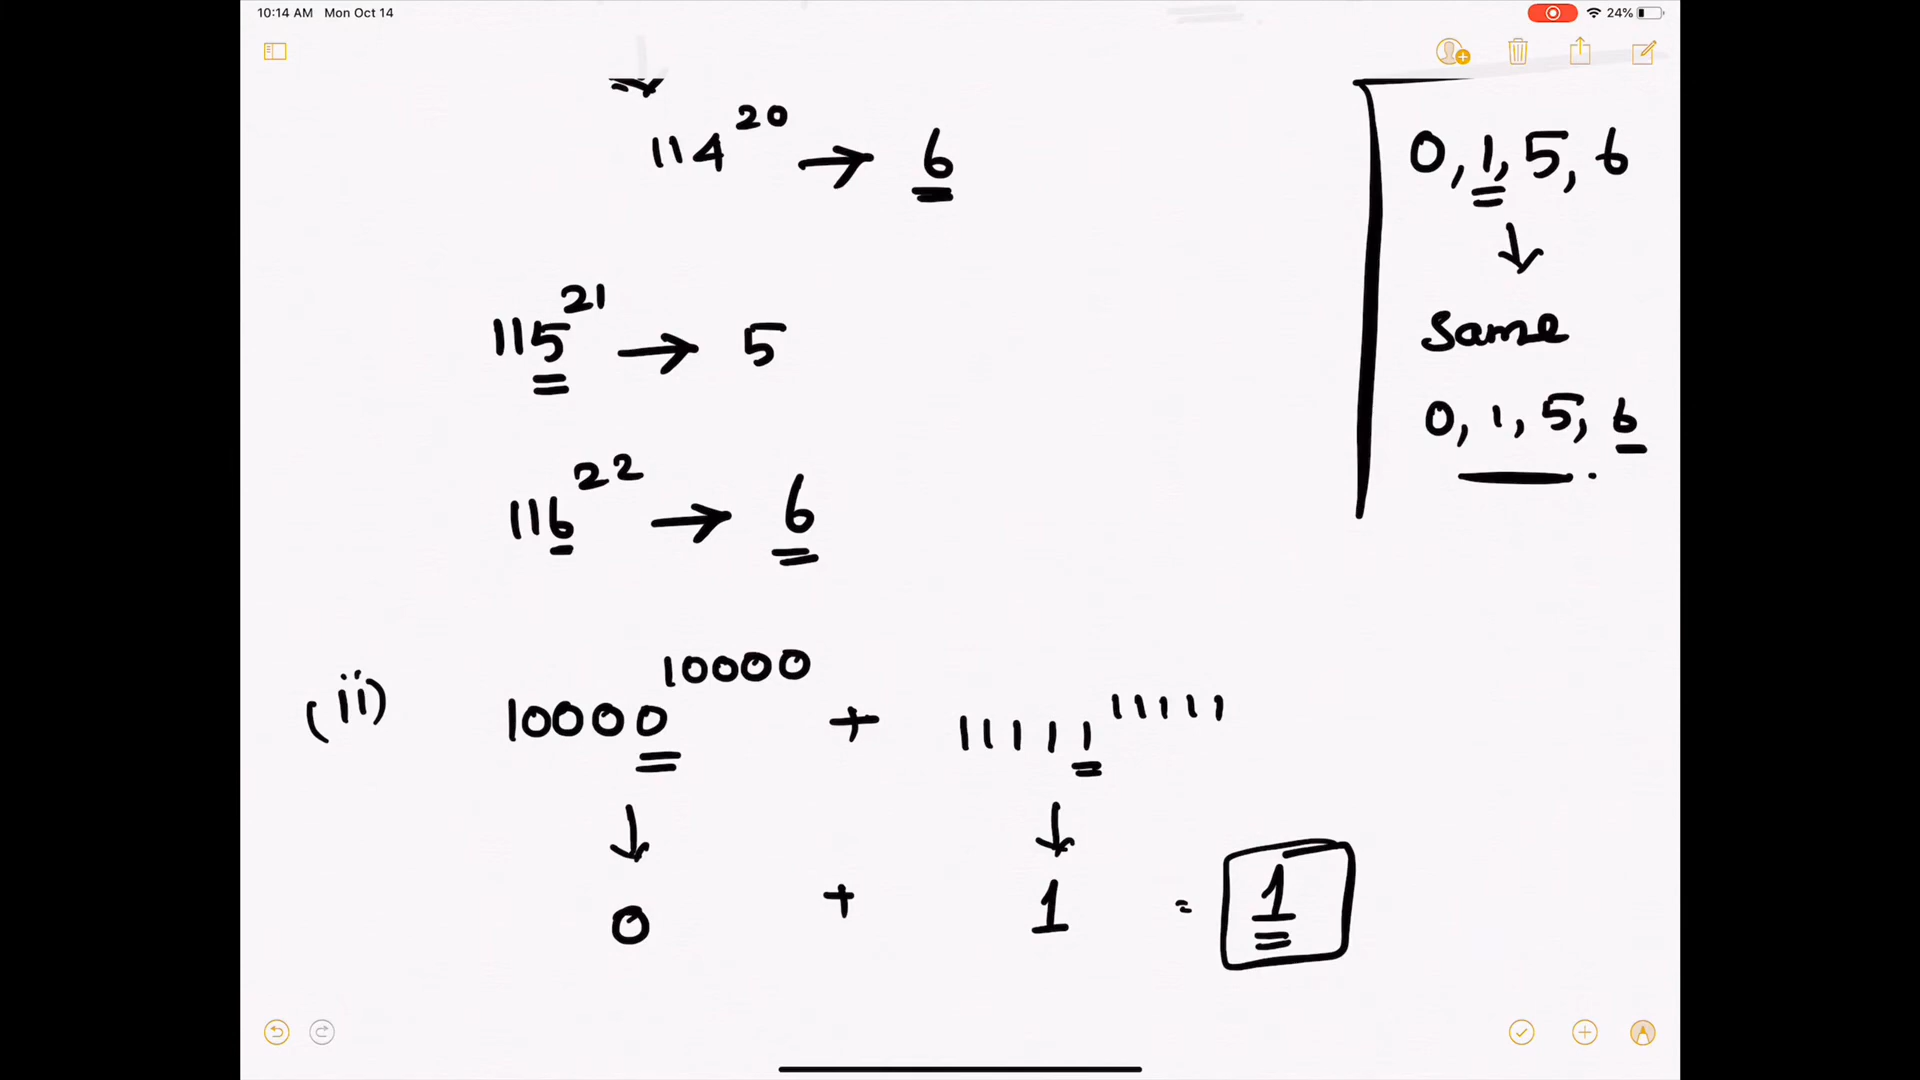 10:14 AM Mon Oct 14 24%
114^20 → 6
0, 1, 5, 6
↓
115^21 → 5
Same
0, 1, 5, 6
116^22 → 6
(ii) 10000^10000 + 11111^11111
↓ ↓
0 + 1 = 1